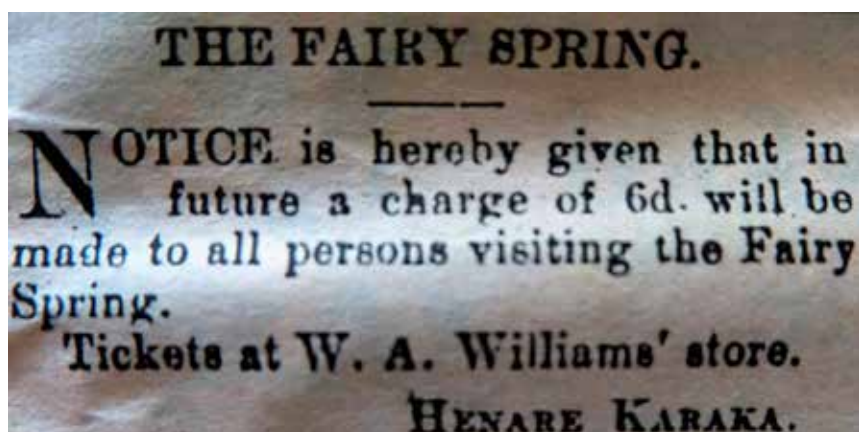 THE FAIRY SPRING.
NOTICE is hereby given that in
future a charge of 6d. will be
made to all persons visiting the Fairy
Spring.
Tickets at W. A. Williams' store.
HENARE KARAKA.